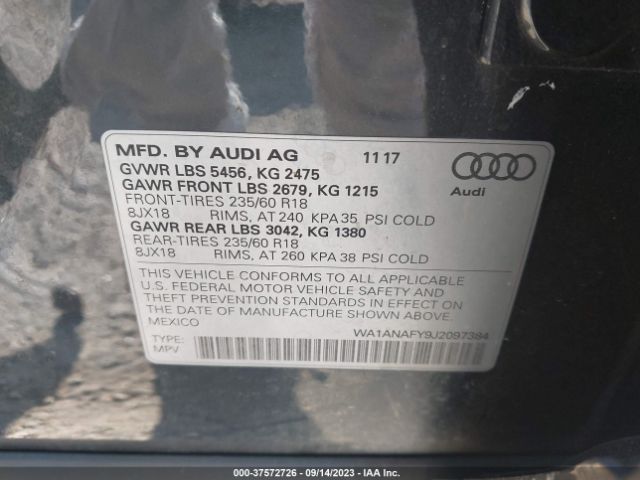 MFD. BY AUDI AG 11 17
GVWR LBS 5456, KG 2475
GAWR FRONT LBS 2679, KG 1215
FRONT-TIRES 235/60 R18
8JX18 RIMS, AT 240 KPA 35 PSI COLD
GAWR REAR LBS 3042, KG 1380
REAR-TIRES 235/60 R18
8JX18 RIMS, AT 260 KPA 38 PSI COLD
Audi
THIS VEHICLE CONFORMS TO ALL APPLICABLE
U.S. FEDERAL MOTOR VEHICLE SAFETY AND
THEFT PREVENTION STANDARDS IN EFFECT ON
THE DATE OF MANUFACTURE SHOWN ABOVE.
MEXICO
WA1ANAFY9J2097384
TYPE:
MPV
000-37572726 - 09/14/2023 - IAA Inc.